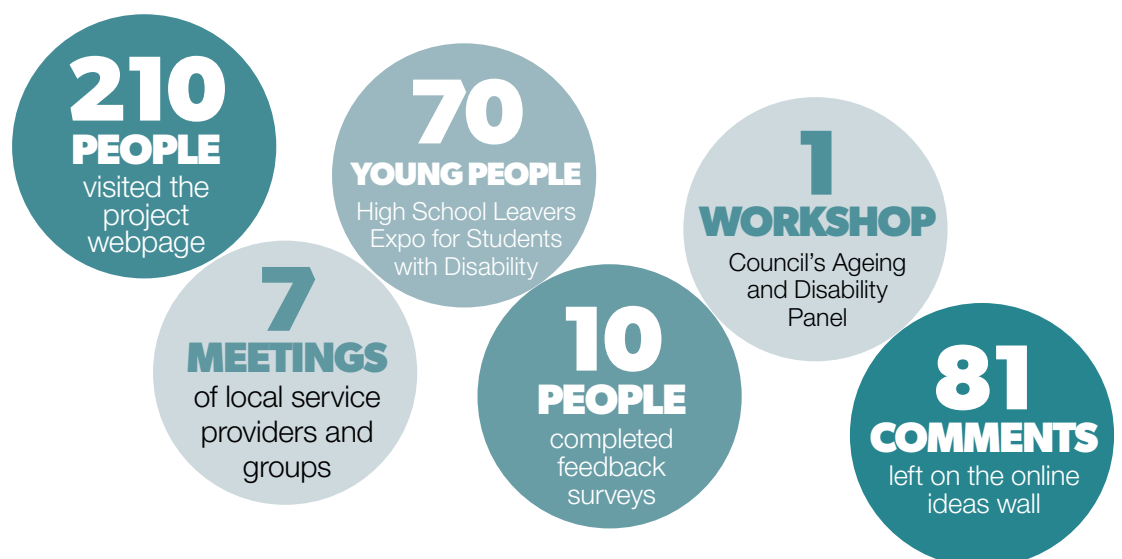 210
PEOPLE
visited the
project
webpage
7
MEETINGS
of local service
providers and
groups
70
YOUNG PEOPLE
High School Leavers
Expo for Students
with Disability
10
PEOPLE
completed
feedback
surveys
1
WORKSHOP
Council’s Ageing
and Disability
Panel
81
COMMENTS
left on the online
ideas wall